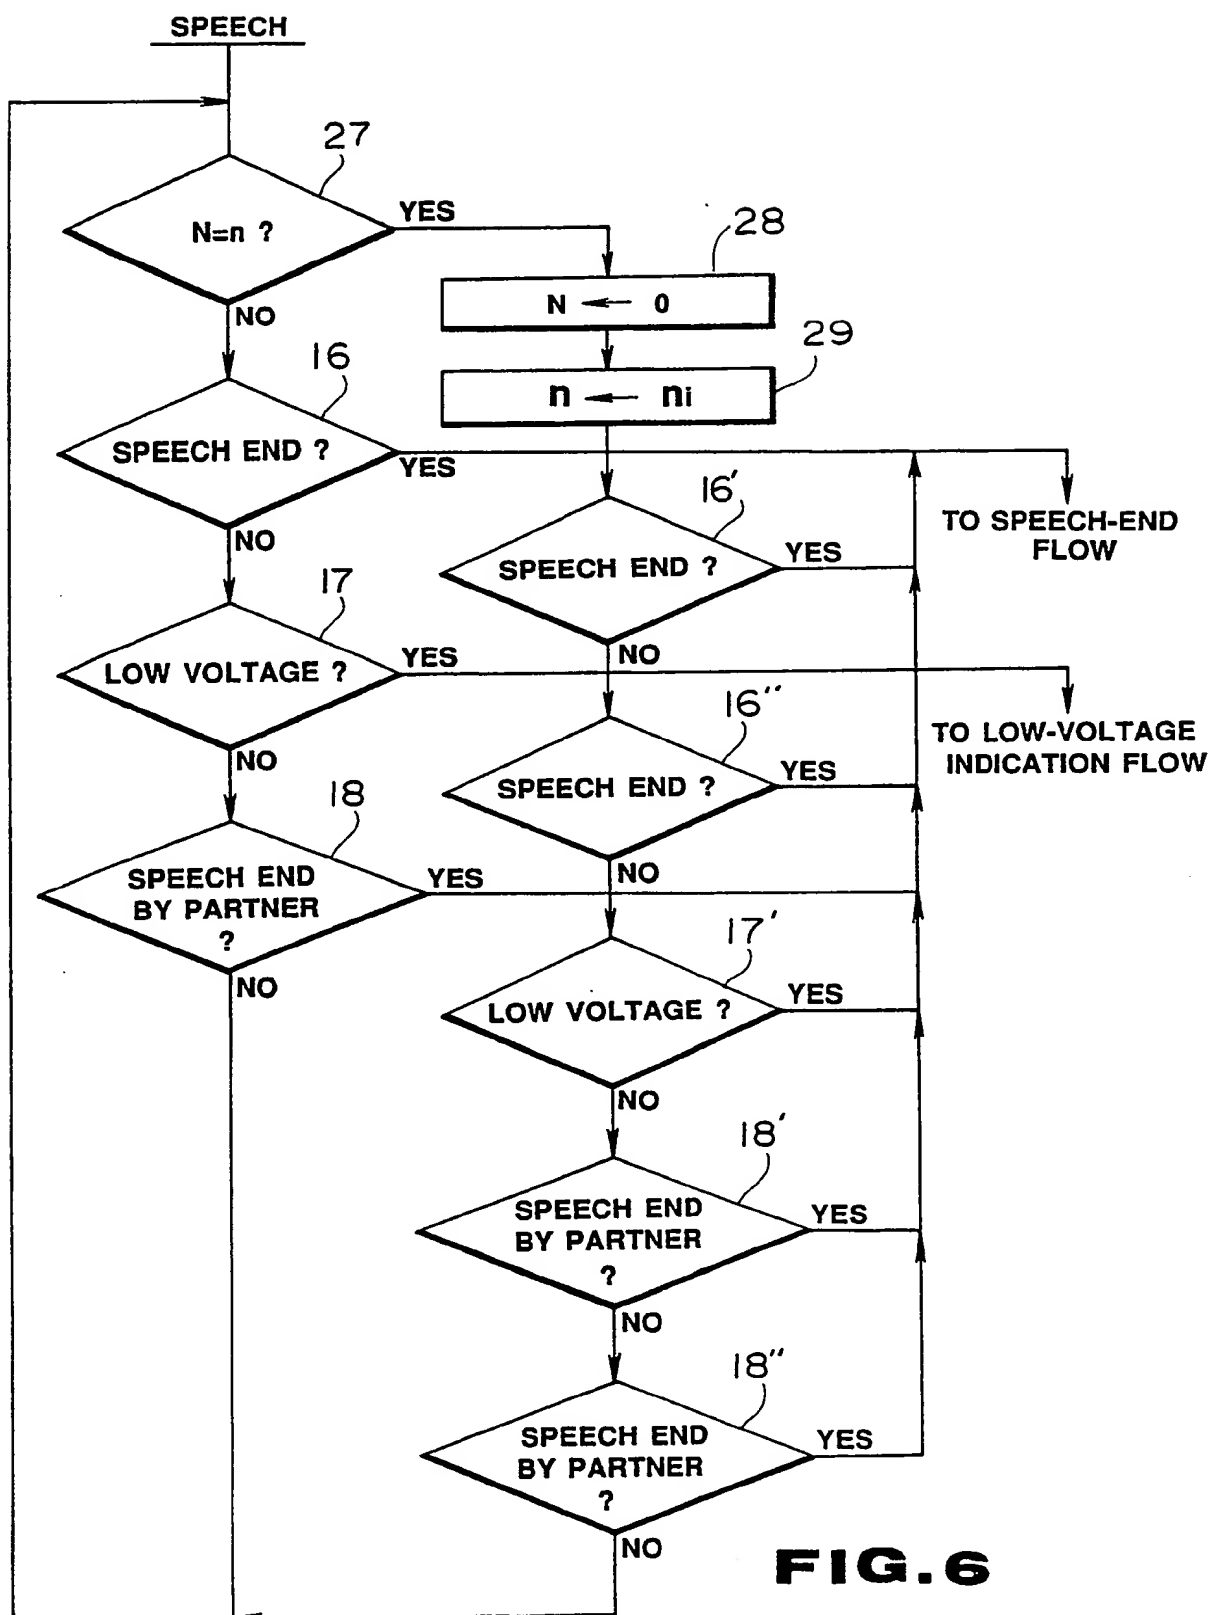 SPEECH
27
N=n ?
YES
NO
28
N ← 0
29
n ← ni
16
SPEECH END ?
YES
NO
16'
SPEECH END ?
YES
NO
TO SPEECH-END
FLOW
17
LOW VOLTAGE ?
YES
NO
TO LOW-VOLTAGE
INDICATION FLOW
16''
SPEECH END ?
YES
NO
18
SPEECH END
BY PARTNER
?
YES
NO
17'
LOW VOLTAGE ?
YES
NO
18'
SPEECH END
BY PARTNER
?
YES
NO
18''
SPEECH END
BY PARTNER
?
YES
NO
FIG.6